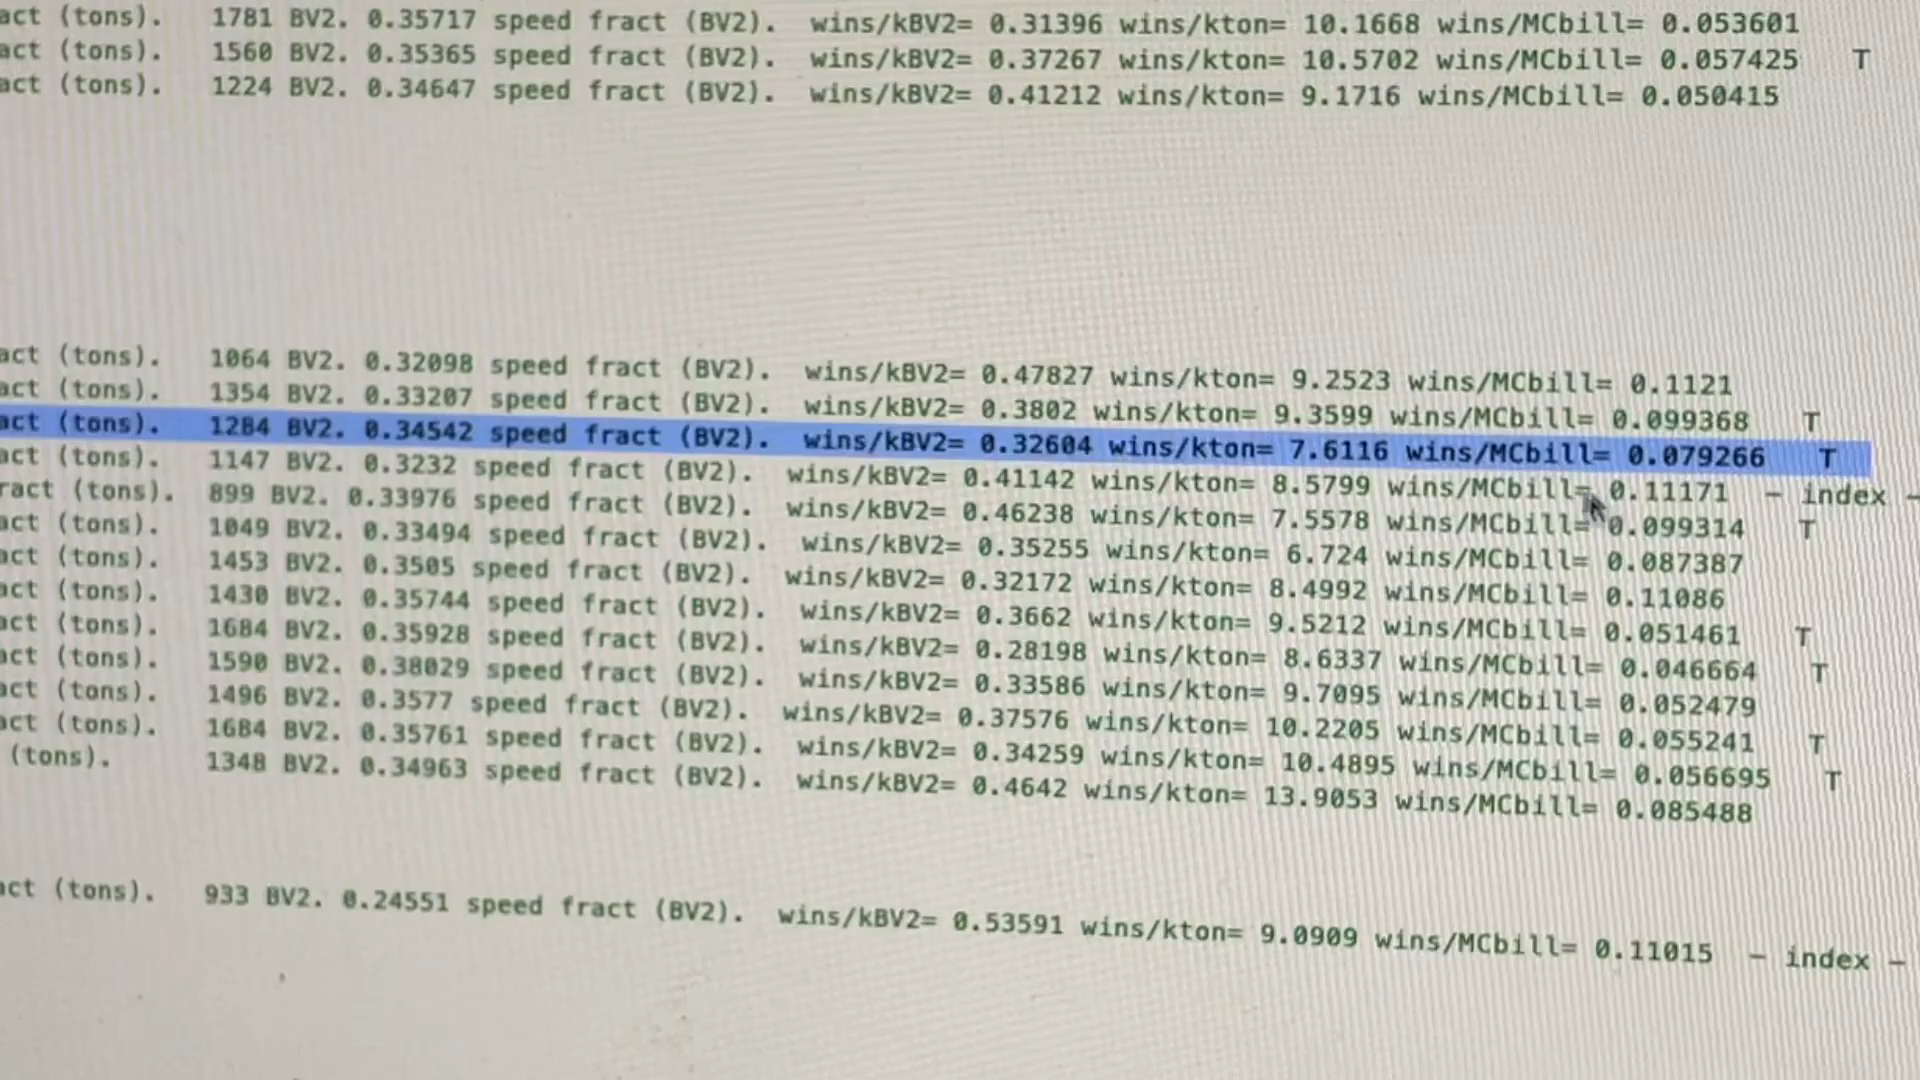 act (tons). 1781 BV2. 0.35717 speed fract (BV2). wins/kBV2= 0.31396 wins/kton= 10.1668 wins/MCbill= 0.053601
act (tons). 1560 BV2. 0.35365 speed fract (BV2). wins/kBV2= 0.37267 wins/kton= 10.5702 wins/MCbill= 0.057425 T
act (tons). 1224 BV2. 0.34647 speed fract (BV2). wins/kBV2= 0.41212 wins/kton= 9.1716 wins/MCbill= 0.050415
act (tons). 1064 BV2. 0.32098 speed fract (BV2). wins/kBV2= 0.47827 wins/kton= 9.2523 wins/MCbill= 0.1121
act (tons). 1354 BV2. 0.33207 speed fract (BV2). wins/kBV2= 0.3802 wins/kton= 9.3599 wins/MCbill= 0.099368 T
act (tons). 1284 BV2. 0.34542 speed fract (BV2). wins/kBV2= 0.32604 wins/kton= 7.6116 wins/MCbill= 0.079266 T
act (tons). 1147 BV2. 0.3232 speed fract (BV2). wins/kBV2= 0.41142 wins/kton= 8.5799 wins/MCbill= 0.11171 - index -
ract (tons). 899 BV2. 0.33976 speed fract (BV2). wins/kBV2= 0.46238 wins/kton= 7.5578 wins/MCbill= 0.099314 T
act (tons). 1049 BV2. 0.33494 speed fract (BV2). wins/kBV2= 0.35255 wins/kton= 6.724 wins/MCbill= 0.087387
act (tons). 1453 BV2. 0.3505 speed fract (BV2). wins/kBV2= 0.32172 wins/kton= 8.4992 wins/MCbill= 0.11086
act (tons). 1430 BV2. 0.35744 speed fract (BV2). wins/kBV2= 0.3662 wins/kton= 9.5212 wins/MCbill= 0.051461 T
act (tons). 1684 BV2. 0.35928 speed fract (BV2). wins/kBV2= 0.28198 wins/kton= 8.6337 wins/MCbill= 0.046664 T
act (tons). 1590 BV2. 0.38029 speed fract (BV2). wins/kBV2= 0.33586 wins/kton= 9.7095 wins/MCbill= 0.052479
act (tons). 1496 BV2. 0.3577 speed fract (BV2). wins/kBV2= 0.37576 wins/kton= 10.2205 wins/MCbill= 0.055241 T
act (tons). 1684 BV2. 0.35761 speed fract (BV2). wins/kBV2= 0.34259 wins/kton= 10.4895 wins/MCbill= 0.056695 T
(tons). 1348 BV2. 0.34963 speed fract (BV2). wins/kBV2= 0.4642 wins/kton= 13.9053 wins/MCbill= 0.085488
act (tons). 933 BV2. 0.24551 speed fract (BV2). wins/kBV2= 0.53591 wins/kton= 9.0909 wins/MCbill= 0.11015 - index -